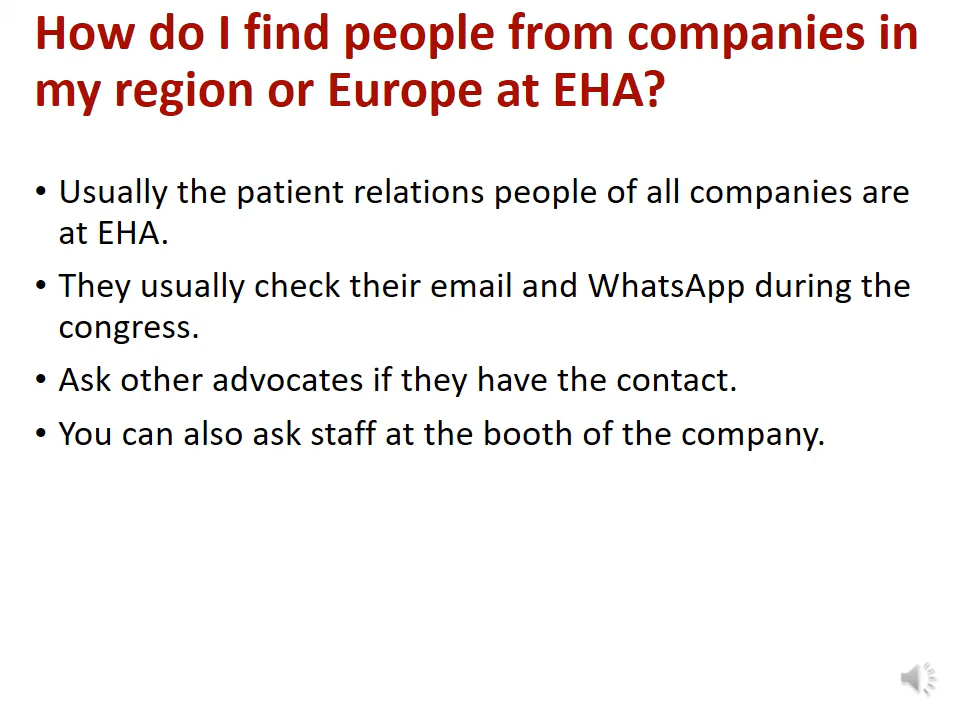 How do I find people from companies in
my region or Europe at EHA?
• Usually the patient relations people of all companies are
at EHA.
• They usually check their email and WhatsApp during the
congress.
• Ask other advocates if they have the contact.
• You can also ask staff at the booth of the company.